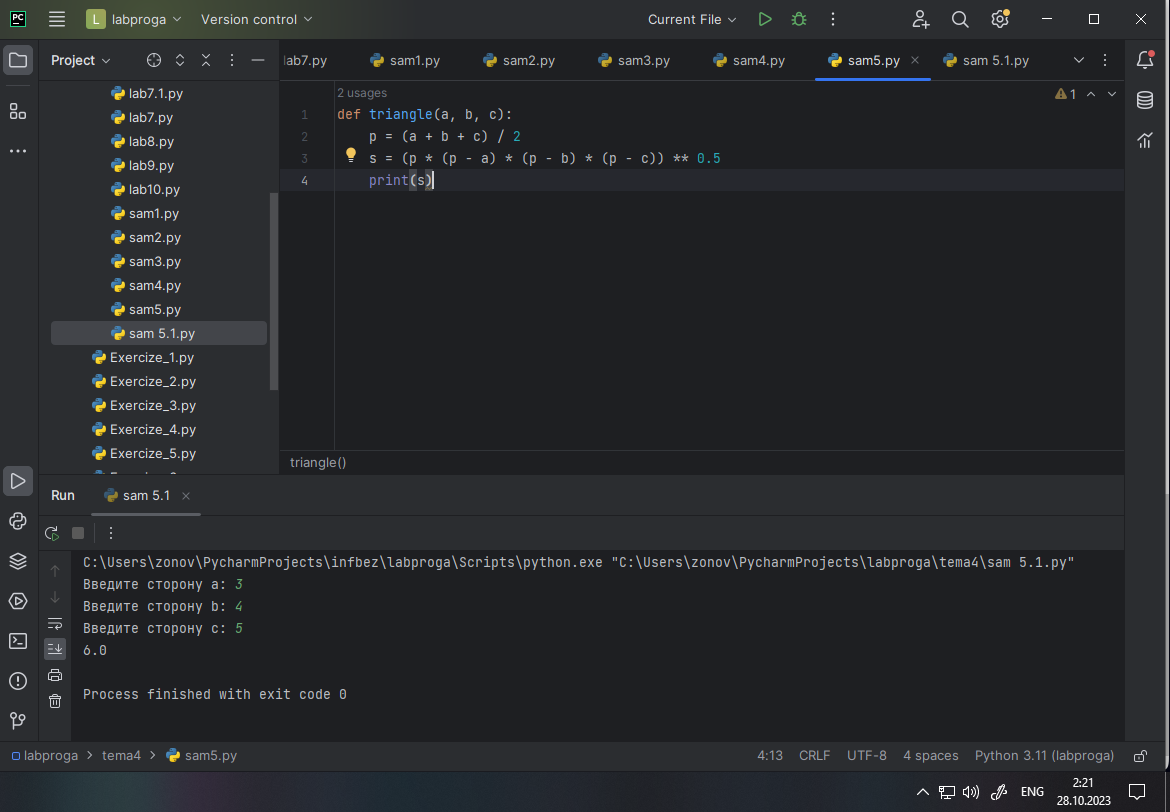 PC
L labproga Version control Current File
Project
lab7.py sam1.py sam2.py sam3.py sam4.py sam5.py sam 5.1.py
lab7.1.py
lab7.py
lab8.py
lab9.py
lab10.py
sam1.py
sam2.py
sam3.py
sam4.py
sam5.py
sam 5.1.py
Exercize_1.py
Exercize_2.py
Exercize_3.py
Exercize_4.py
Exercize_5.py
2 usages
1
1 def triangle(a, b, c):
2 p = (a + b + c) / 2
3 s = (p * (p - a) * (p - b) * (p - c)) ** 0.5
4 print(s)
triangle()
Run sam 5.1
C:\Users\zonov\PycharmProjects\infbez\labproga\Scripts\python.exe "C:\Users\zonov\PycharmProjects\labproga\tema4\sam 5.1.py"
Введите сторону a: 3
Введите сторону b: 4
Введите сторону c: 5
6.0
Process finished with exit code 0
labproga > tema4 > sam5.py
4:13 CRLF UTF-8 4 spaces Python 3.11 (labproga)
ENG
2:21
28.10.2023